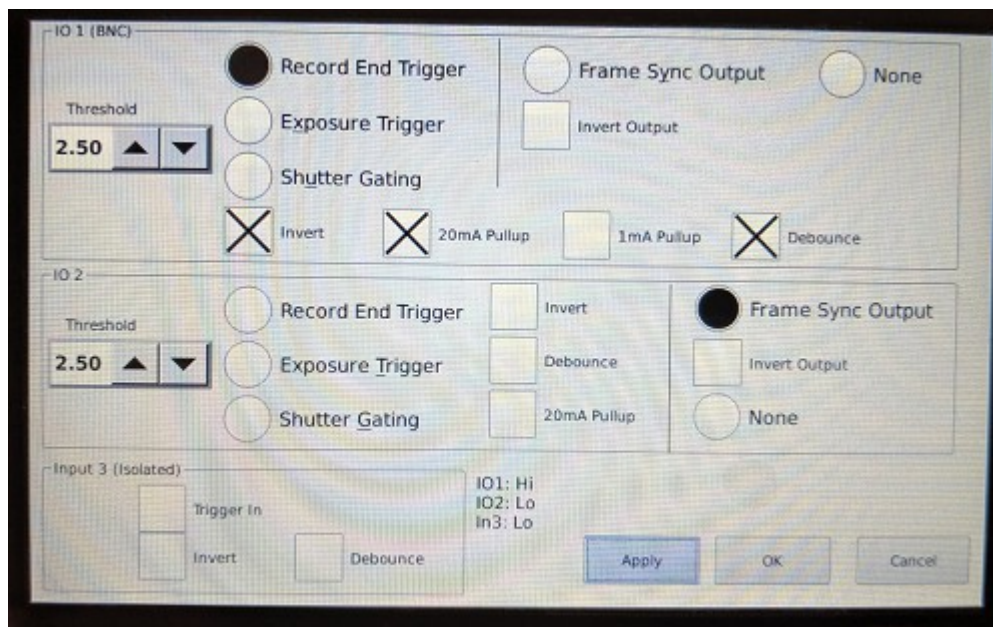 IO 1 (BNC)
Record End Trigger
Frame Sync Output
None
Threshold
Exposure Trigger
Invert Output
2.50
Shutter Gating
Invert
20mA Pullup
1mA Pullup
Debounce
IO 2
Record End Trigger
Invert
Frame Sync Output
Threshold
2.50
Exposure Trigger
Debounce
Invert Output
Shutter Gating
20mA Pullup
None
Input 3 (Isolated)
Trigger In
Invert
Debounce
IO1: Hi
IO2: Lo
In3: Lo
Apply
OK
Cancel